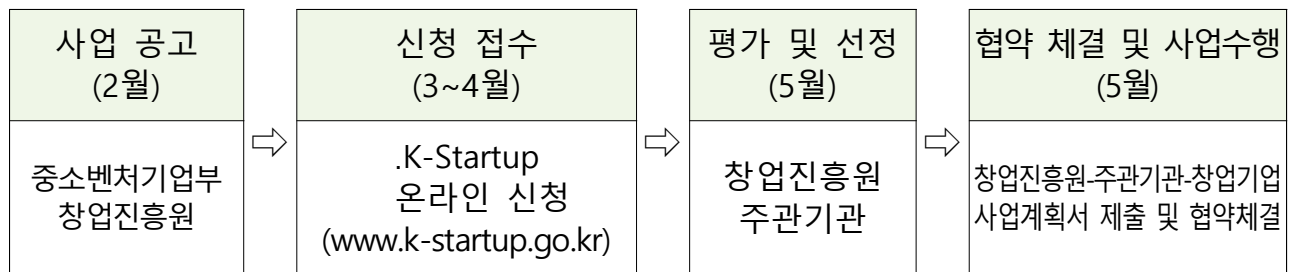 사업 공고
(2월)
중소벤처기업부
창업진흥원
⇨
신청 접수
(3~4월)
.K-Startup
온라인 신청
(www.k-startup.go.kr)
⇨
평가 및 선정
(5월)
창업진흥원
주관기관
⇨
협약 체결 및 사업수행
(5월)
창업진흥원-주관기관-창업기업
사업계획서 제출 및 협약체결